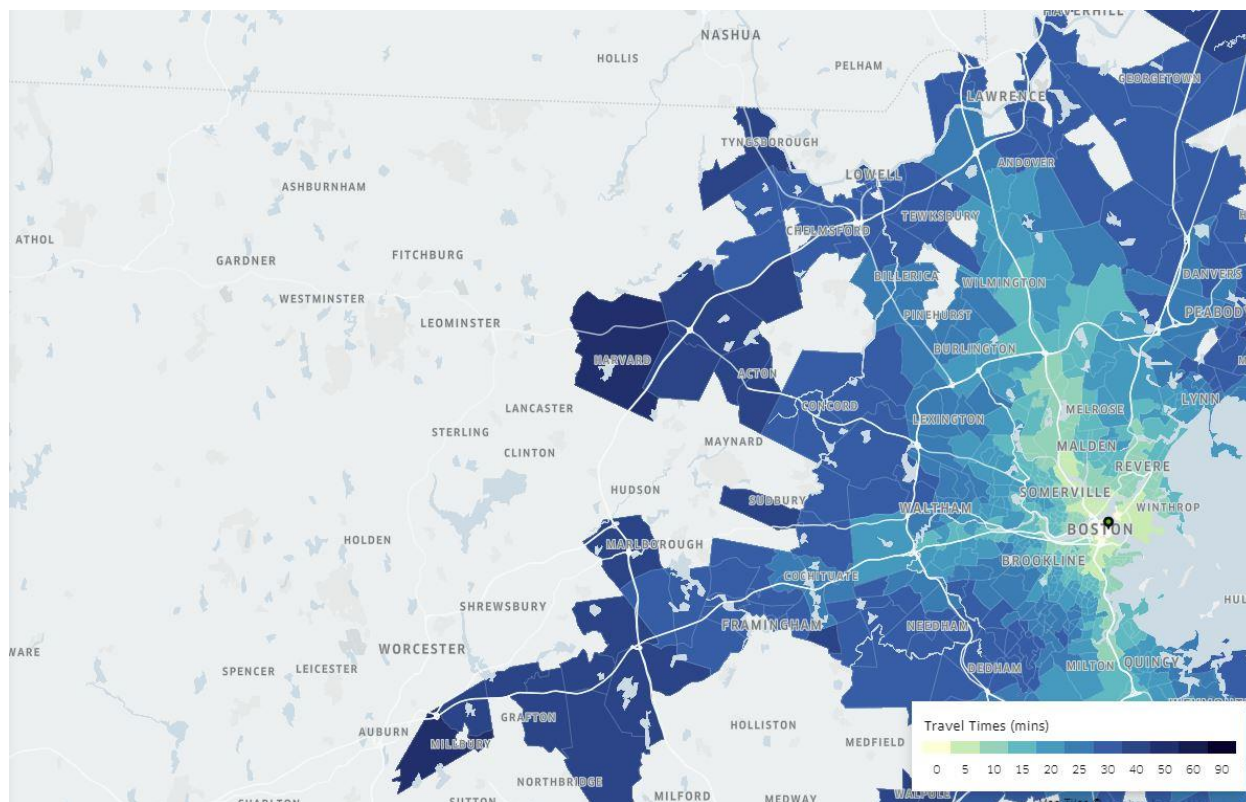 HAVERHILL
NASHUA
HOLLIS
PELHAM
GEORGETOWN
LAWRENCE
TYNGSBOROUGH
ANDOVER
LOWELL
ASHBURNHAM
TEWKSBURY
CHELMSFORD
ATHOL
GARDNER
FITCHBURG
BILLERICA
WILMINGTON
DANVERS
WESTMINSTER
LEOMINSTER
PINEHURST
PEABODY
BURLINGTON
HARVARD
ACTON
LANCASTER
CONCORD
MELROSE
LYNN
LEXINGTON
STERLING
MAYNARD
MALDEN
CLINTON
REVERE
HUDSON
SUDBURY
SOMERVILLE
WALTHAM
WINTHROP
BOSTON
HOLDEN
MARLBOROUGH
BROOKLINE
COCHITUATE
SHREWSBURY
HUL
FRAMINGHAM
NEEDHAM
WARE
WORCESTER
SPENCER
LEICESTER
DEDHAM
MILTON
QUINCY
GRAFTON
HOLLISTON
AUBURN
MILLBURY
MEDFIELD
Travel Times (mins)
0 5 10 15 20 25 30 40 50 60 90
NORTHBRIDGE
MILFORD
MEDWAY
WALPOLE
SUTTON